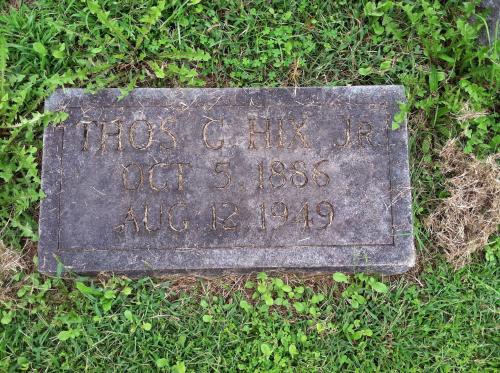 THOS G HIX JR.
OCT 5, 1886
AUG 12, 1949